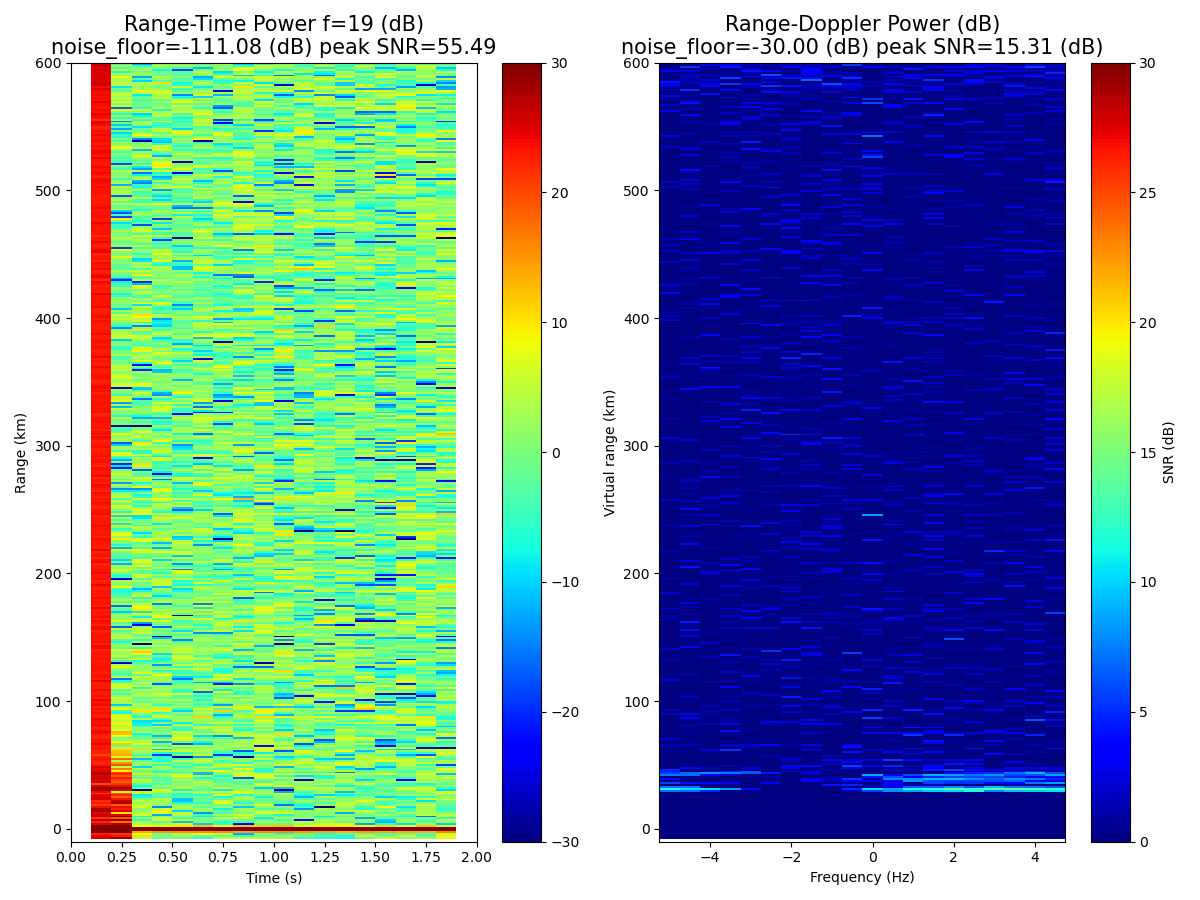 Range-Time Power f=19 (dB)
noise_floor=-111.08 (dB) peak SNR=55.49
600
500
400
300
200
100
0
Range (km)
0.00 0.25 0.50 0.75 1.00 1.25 1.50 1.75 2.00
Time (s)
30
20
10
0
−10
−20
−30
Range-Doppler Power (dB)
noise_floor=-30.00 (dB) peak SNR=15.31 (dB)
600
500
400
300
200
100
0
Virtual range (km)
−4 −2 0 2 4
Frequency (Hz)
30
25
20
15
10
5
0
SNR (dB)